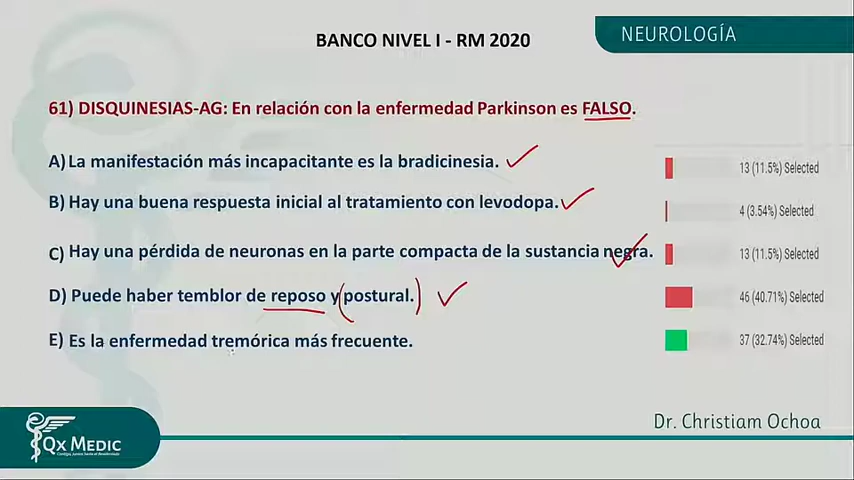 BANCO NIVEL I - RM 2020
NEUROLOGÍA
61) DISQUINESIAS-AG: En relación con la enfermedad Parkinson es FALSO.
A) La manifestación más incapacitante es la bradicinesia.
13 (11.5%) Selected
B) Hay una buena respuesta inicial al tratamiento con levodopa.
4 (3.54%) Selected
C) Hay una pérdida de neuronas en la parte compacta de la sustancia negra.
13 (11.5%) Selected
D) Puede haber temblor de reposo y postural.
46 (40.71%) Selected
E) Es la enfermedad tremórica más frecuente.
37 (32.74%) Selected
Dr. Christiam Ochoa
QX MEDIC